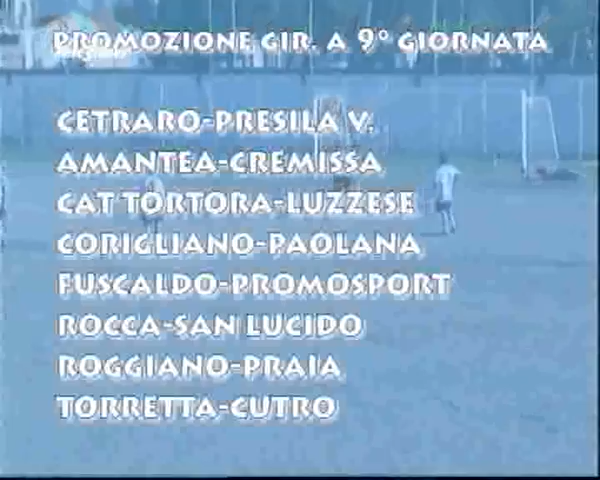 PROMOZIONE GIR. A 9° GIORNATA
CETRARO-PRESILA V.
AMANTEA-CREMISSA
CAT TORTORA-LUZZESE
CORIGLIANO-PAOLANA
FUSCALDO-PROMOSPORT
ROCCA-SAN LUCIDO
ROGGIANO-PRAIA
TORRETTA-CUTRO